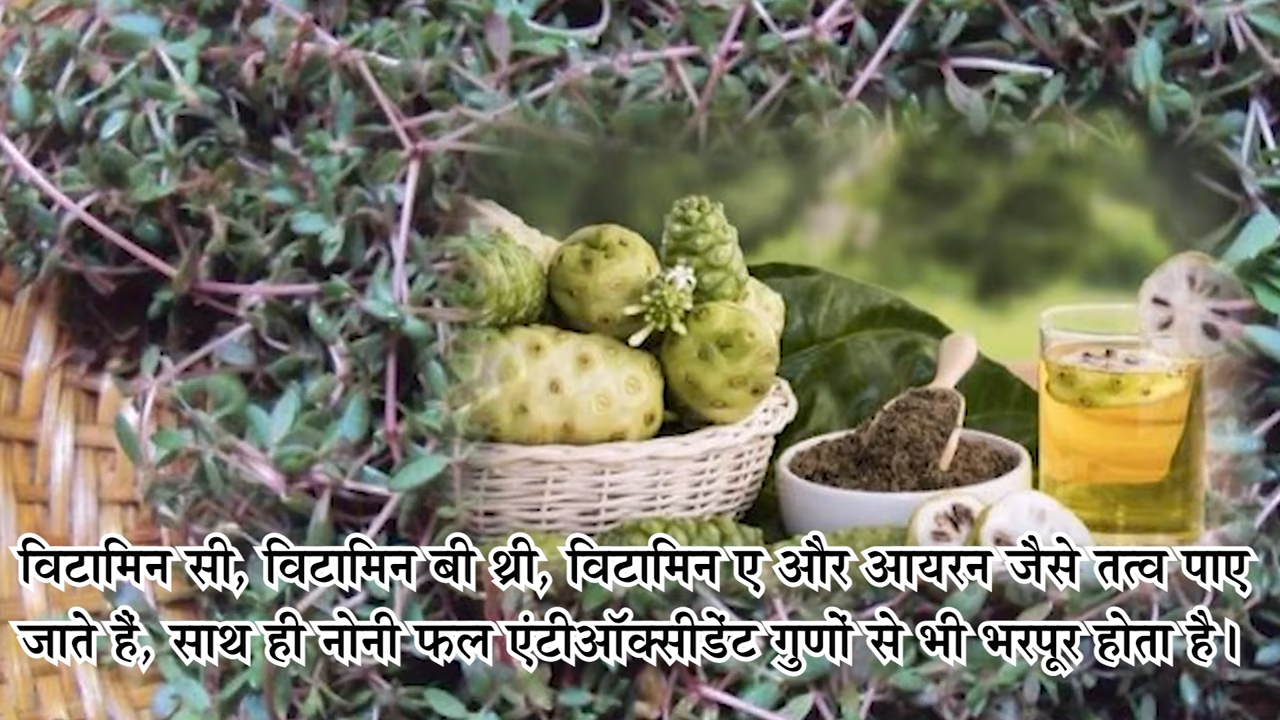 विटामिन सी, विटामिन बी थ्री, विटामिन ए और आयरन जैसे तत्व पाए
जाते हैं, साथ ही नोनी फल एंटीऑक्सीडेंट गुणों से भी भरपूर होता है।